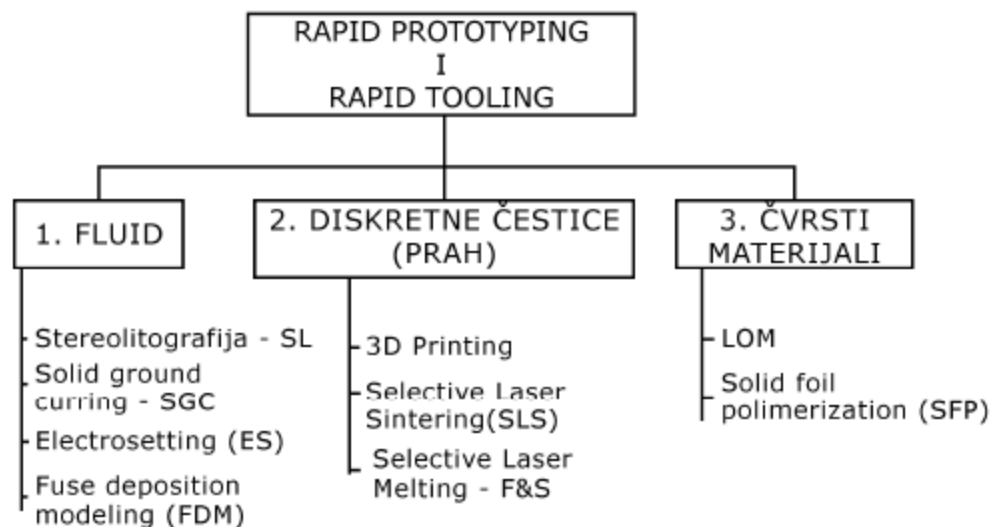 RAPID PROTOTYPING
I
RAPID TOOLING
1. FLUID
2. DISKRETNE ČESTICE
(PRAH)
3. ČVRSTI
MATERIJALI
Stereolitografija - SL
Solid ground
curring - SGC
Electrosetting (ES)
Fuse deposition
modeling (FDM)
3D Printing
Selective Laser
Sintering(SLS)
Selective Laser
Melting - F&S
LOM
Solid foil
polimerization (SFP)